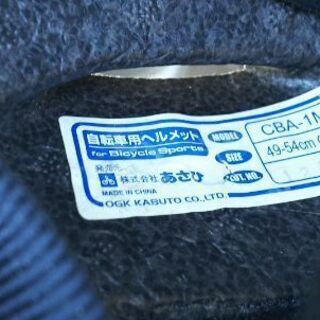 自転車用ヘルメット
for Bicycle Sports
MODEL
CBA-1
SIZE
49-54cm
LOT.NO.
発売元
株式会社 あさひ
MADE IN CHINA
OGK KABUTO CO.,LTD.